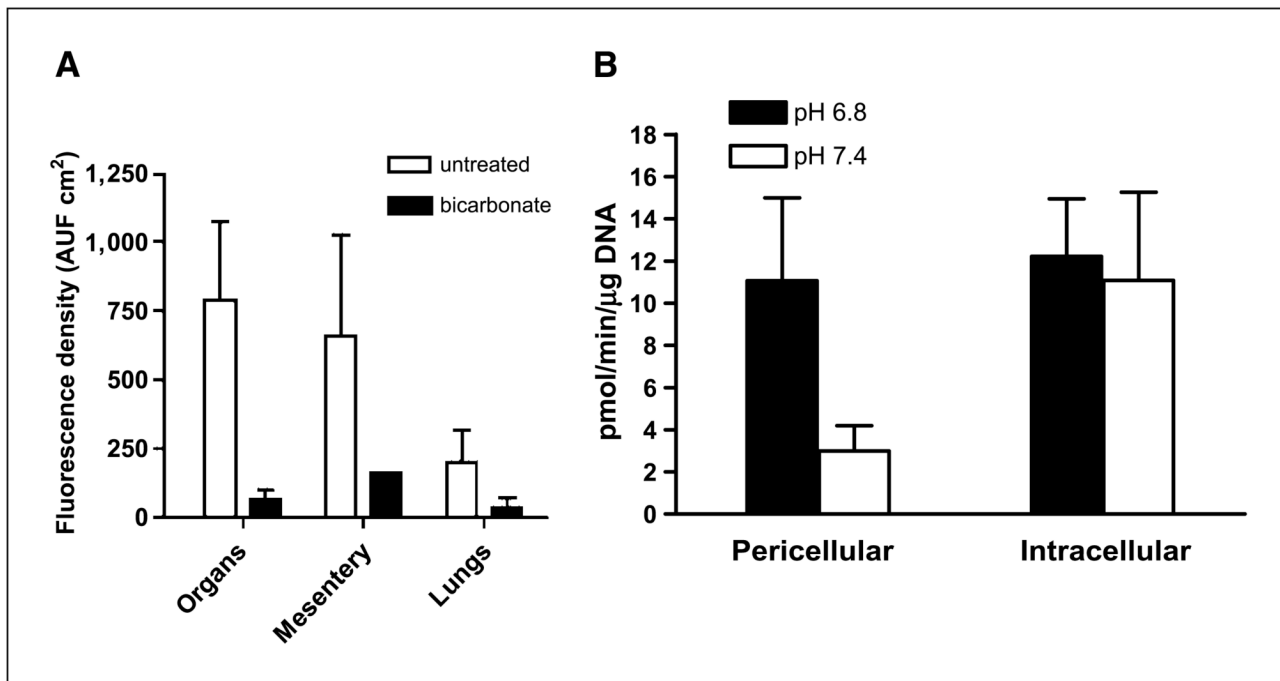 A
untreated
bicarbonate
Fluorescence density (AUF cm²)
1,250
1,000
750
500
250
0
Organs
Mesentery
Lungs
B
pH 6.8
pH 7.4
pmol/min/µg DNA
18
16
14
12
10
8
6
4
2
0
Pericellular
Intracellular